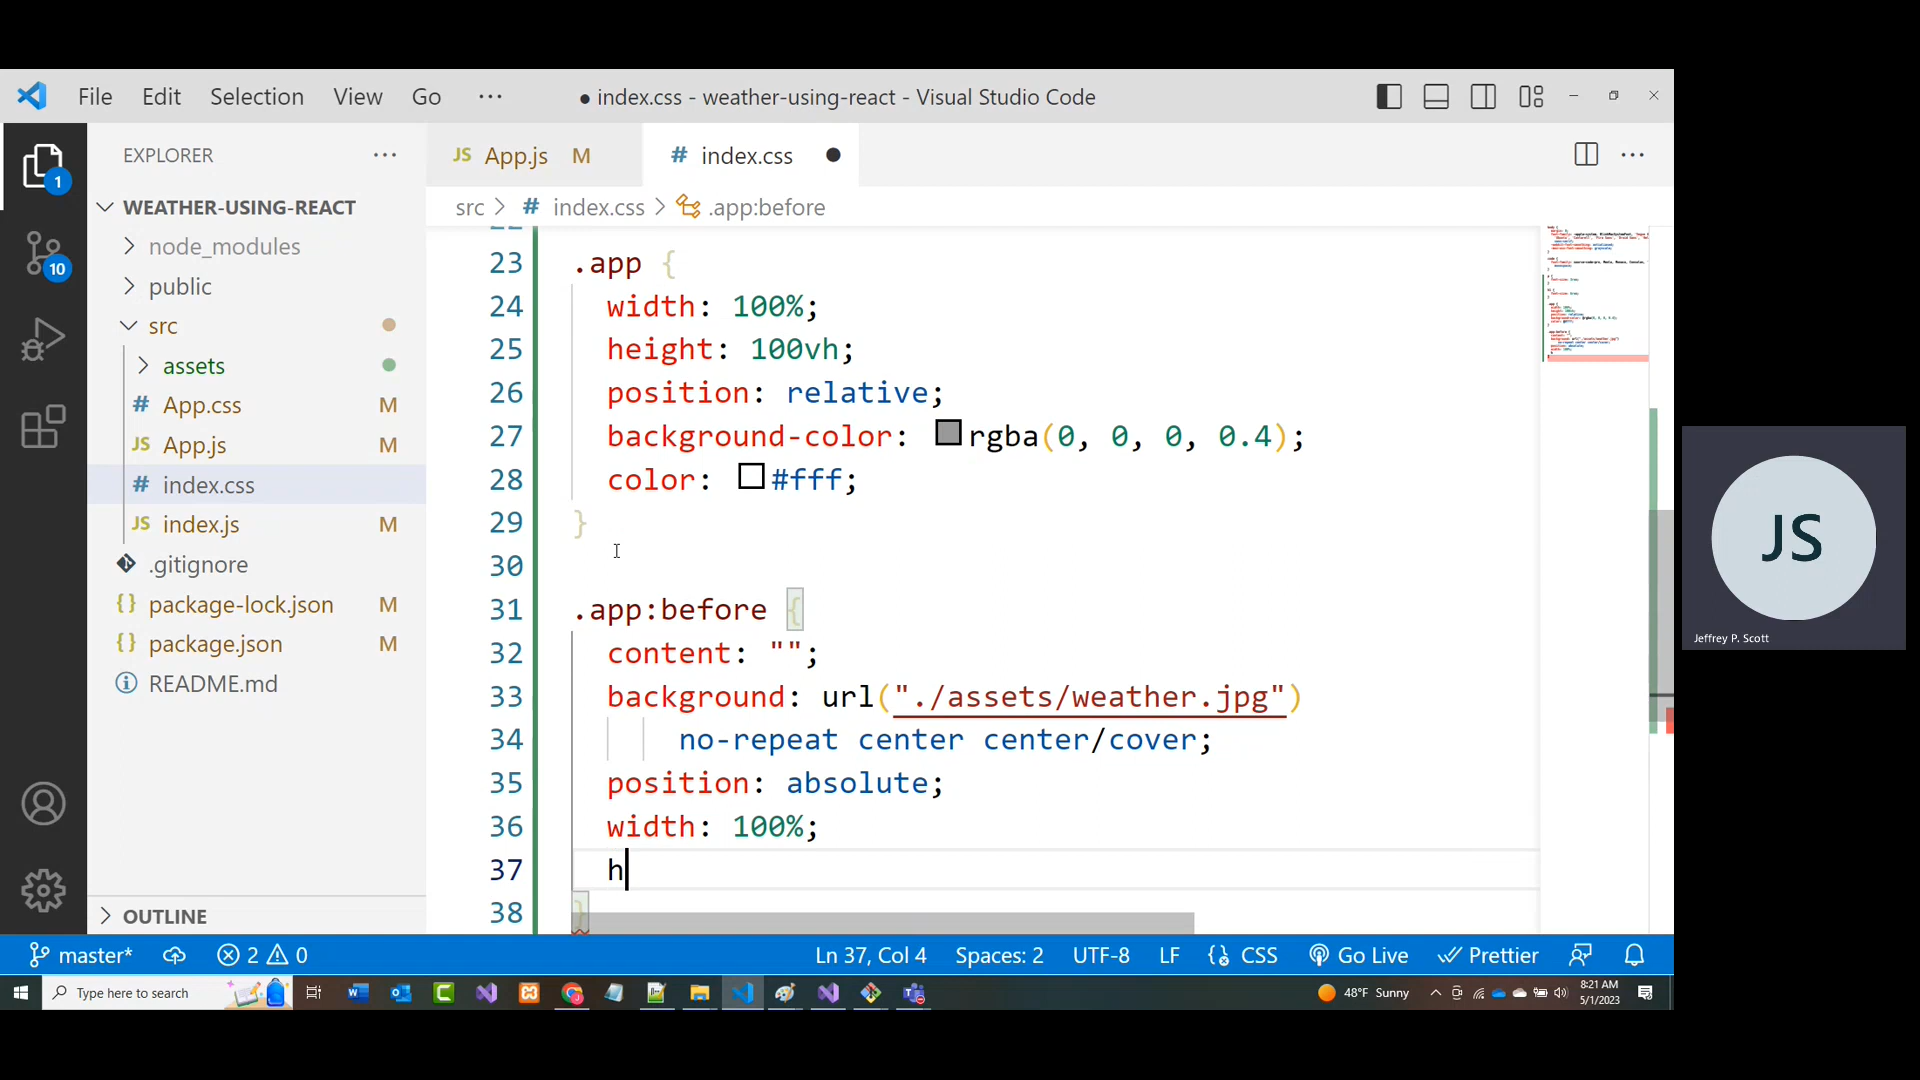 File Edit Selection View Go ··· ● index.css - weather-using-react - Visual Studio Code
EXPLORER ···
JS App.js M # index.css ●
src > # index.css > .app:before
WEATHER-USING-REACT
node_modules
public
src
assets
# App.css M
JS App.js M
# index.css
JS index.js M
.gitignore
{} package-lock.json M
{} package.json M
README.md
OUTLINE
1
10
23 .app {
24 width: 100%;
25 height: 100vh;
26 position: relative;
27 background-color: rgba(0, 0, 0, 0.4);
28 color: #fff;
29 }
30
31 .app:before {
32 content: "";
33 background: url("./assets/weather.jpg")
34 no-repeat center center/cover;
35 position: absolute;
36 width: 100%;
37 h
38 }
JS
Jeffrey P. Scott
master* 2 0 Ln 37, Col 4 Spaces: 2 UTF-8 LF CSS Go Live Prettier
Type here to search 48°F Sunny 8:21 AM
5/1/2023